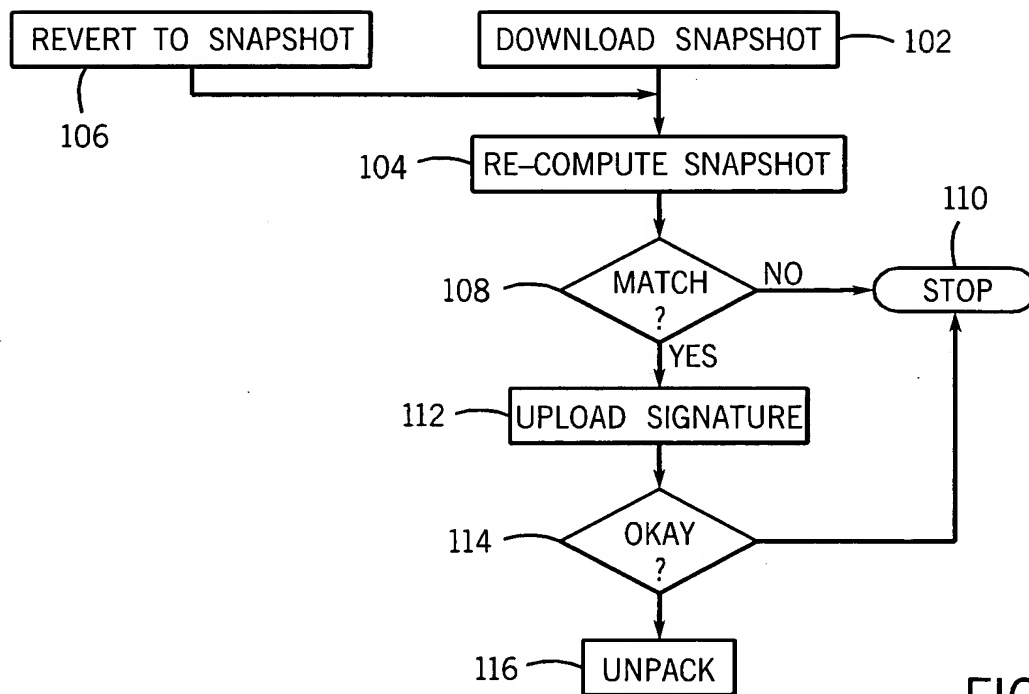 REVERT TO SNAPSHOT
DOWNLOAD SNAPSHOT
102
106
104
RE-COMPUTE SNAPSHOT
110
108
MATCH
?
NO
STOP
YES
112
UPLOAD SIGNATURE
114
OKAY
?
116
UNPACK
FIG